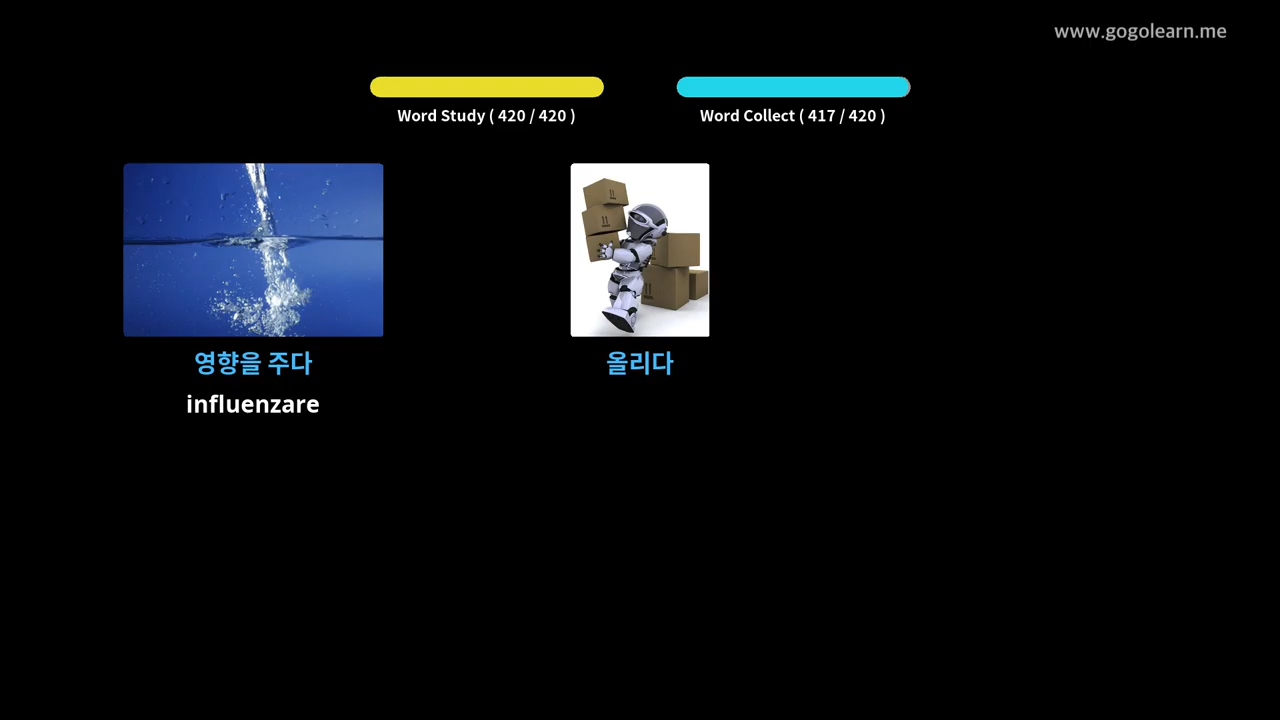 www.gogolearn.me
Word Study ( 420 / 420 )
Word Collect ( 417 / 420 )
영향을 주다
influenzare
올리다